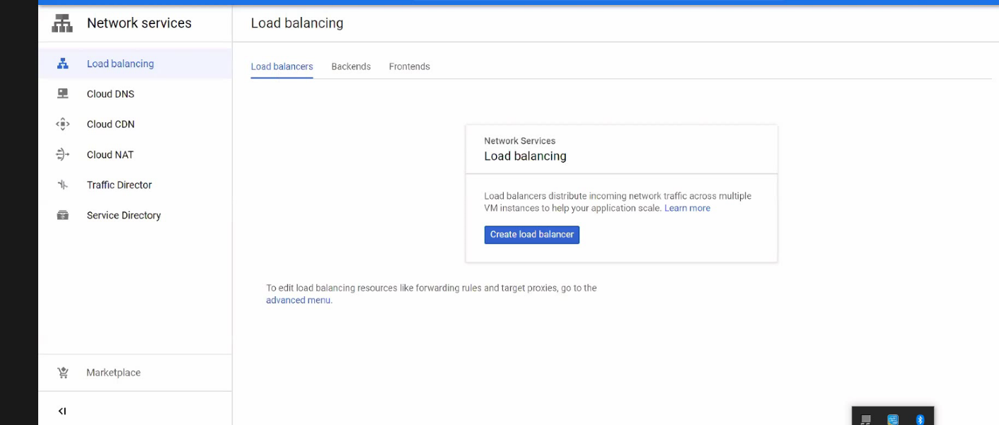 Network services
Load balancing
Load balancing
Cloud DNS
Cloud CDN
Cloud NAT
Traffic Director
Service Directory
Marketplace
Load balancers Backends Frontends
Network Services
Load balancing
Load balancers distribute incoming network traffic across multiple
VM instances to help your application scale. Learn more
Create load balancer
To edit load balancing resources like forwarding rules and target proxies, go to the
advanced menu.